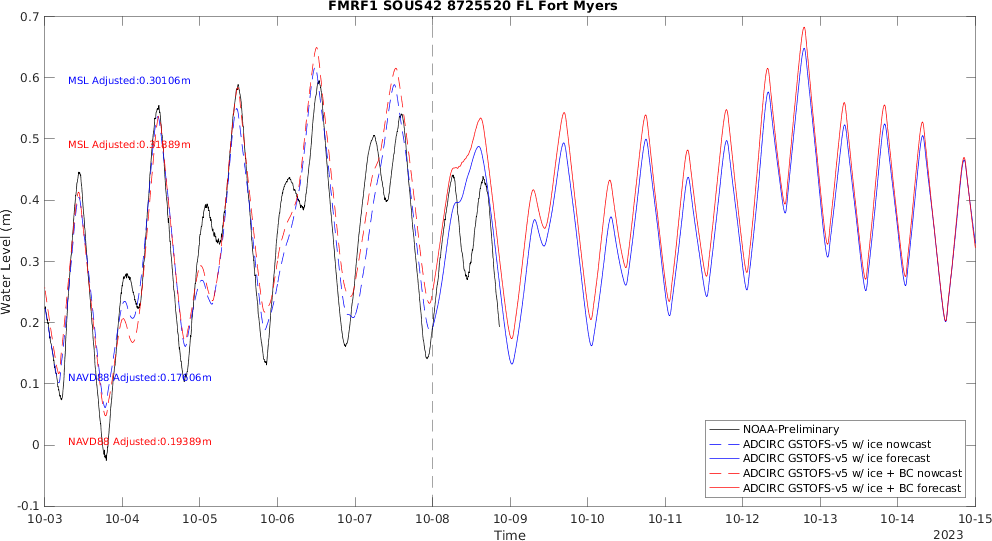 FMRF1 SOUS42 8725520 FL Fort Myers
0.7
0.6
0.5
0.4
0.3
0.2
0.1
0
-0.1
Water Level (m)
MSL Adjusted:0.30106m
MSL Adjusted:0.31389m
NAVD88 Adjusted:0.17606m
NAVD88 Adjusted:0.19389m
NOAA-Preliminary
ADCIRC GSTOFS-v5 w/ ice nowcast
ADCIRC GSTOFS-v5 w/ ice forecast
ADCIRC GSTOFS-v5 w/ ice + BC nowcast
ADCIRC GSTOFS-v5 w/ ice + BC forecast
10-03 10-04 10-05 10-06 10-07 10-08 10-09 10-10 10-11 10-12 10-13 10-14 10-15
Time
2023